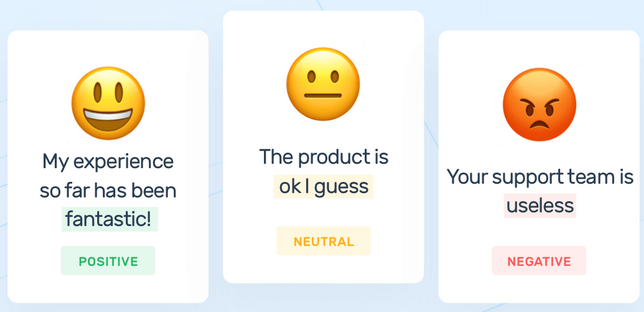 My experience
so far has been
fantastic!
POSITIVE
The product is
ok I guess
NEUTRAL
Your support team is
useless
NEGATIVE